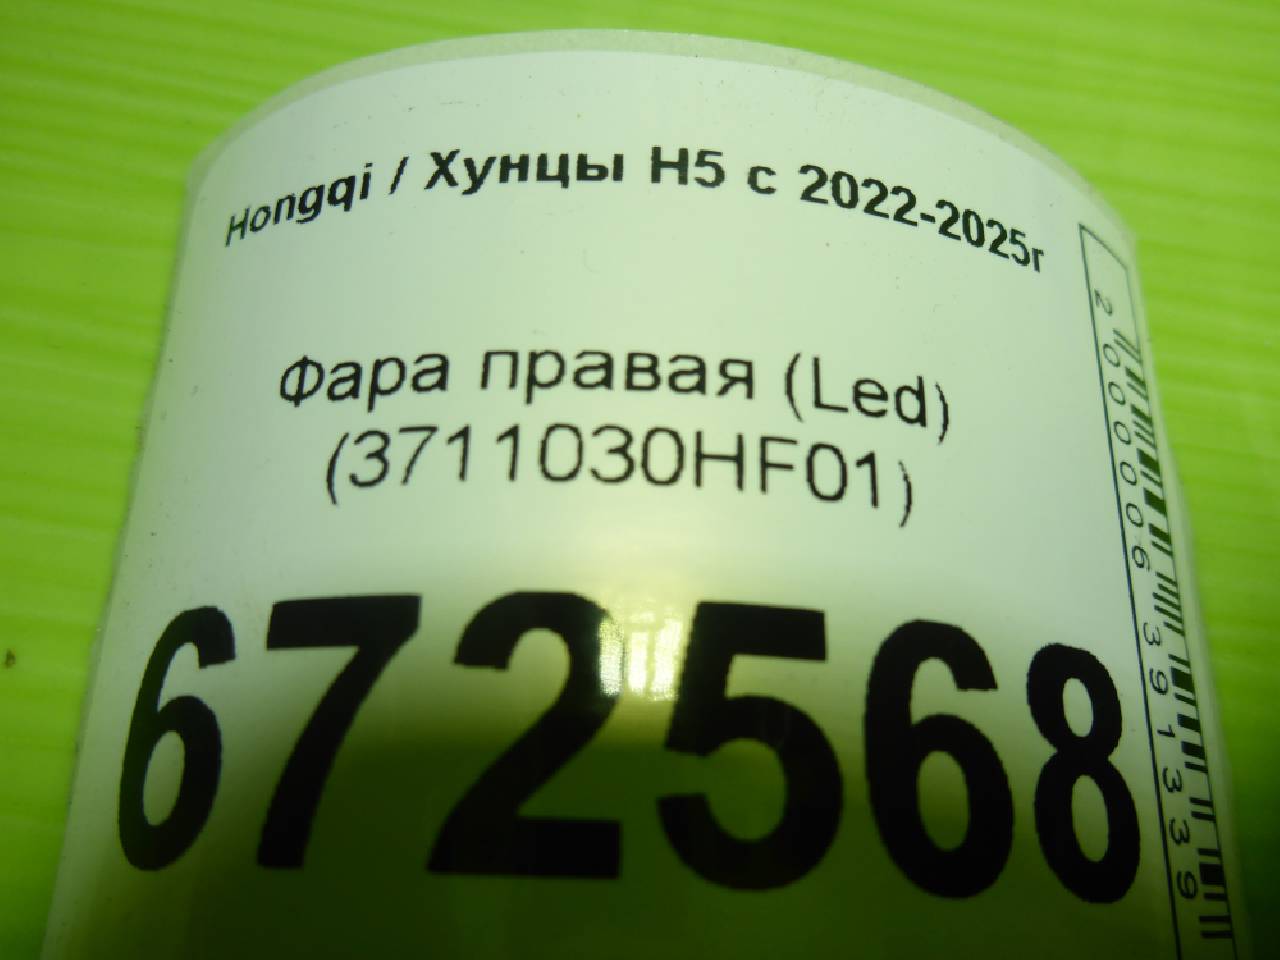 Hongqi / Хунцы H5 с 2022-2025г
Фара правая (Led)
(3711030HF01)
672568
2000006391339